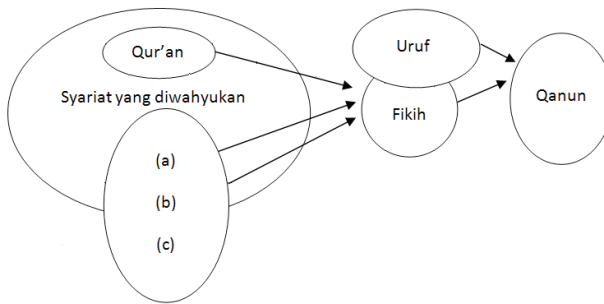 Qur’an
Syariat yang diwahyukan
(a)
(b)
(c)
Uruf
Fikih
Qanun